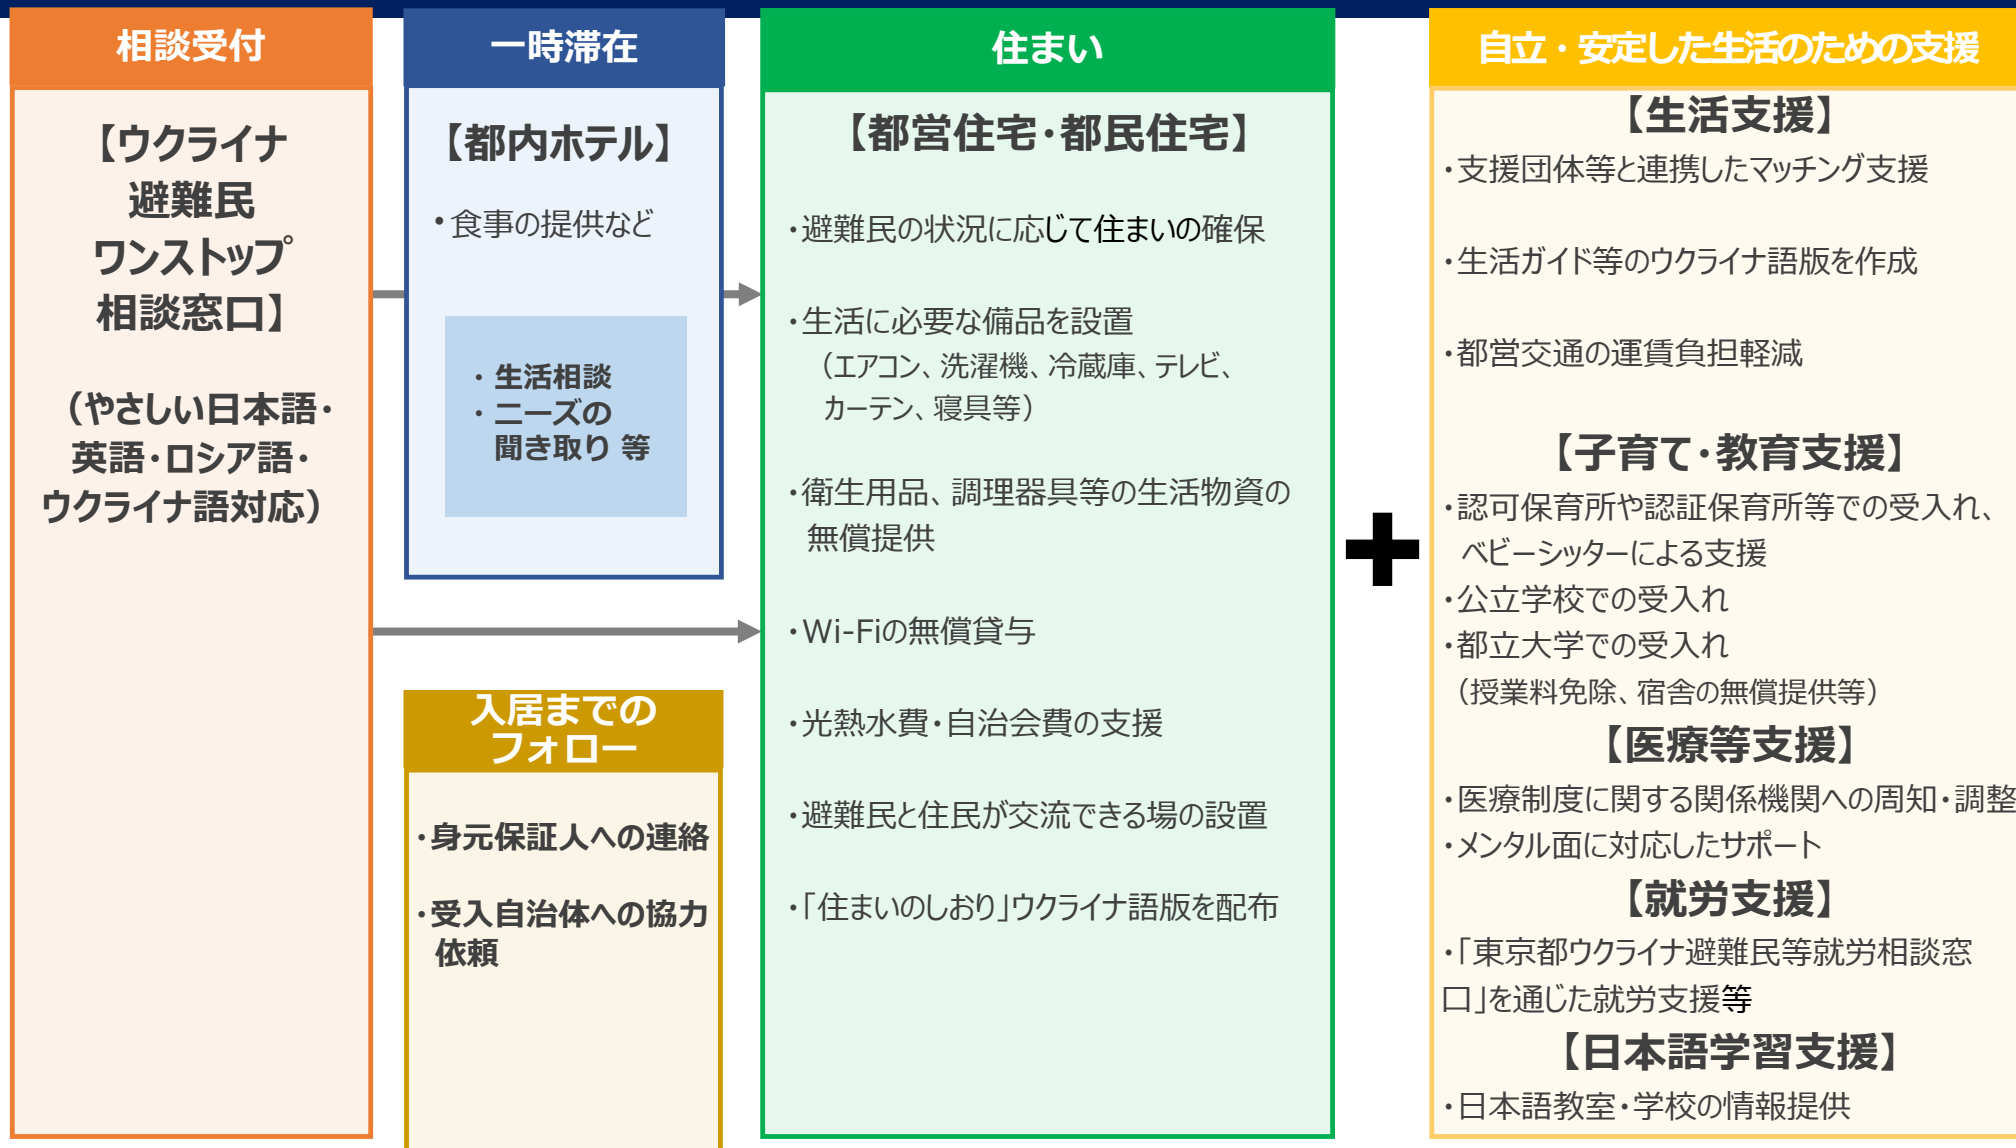 相談受付
【ウクライナ
避難民
ワンストップ
相談窓口】
（やさしい日本語・
英語・ロシア語・
ウクライナ語対応）
一時滞在
【都内ホテル】
・食事の提供など
・生活相談
・ニーズの
聞き取り 等
入居までの
フォロー
・身元保証人への連絡
・受入自治体への協力
依頼
住まい
【都営住宅・都民住宅】
・避難民の状況に応じて住まいの確保
・生活に必要な備品を設置
（エアコン、洗濯機、冷蔵庫、テレビ、
カーテン、寝具等）
・衛生用品、調理器具等の生活物資の
無償提供
・Wi-Fiの無償貸与
・光熱水費・自治会費の支援
・避難民と住民が交流できる場の設置
・「住まいのしおり」ウクライナ語版を配布
自立・安定した生活のための支援
【生活支援】
・支援団体等と連携したマッチング支援
・生活ガイド等のウクライナ語版を作成
・都営交通の運賃負担軽減
【子育て・教育支援】
・認可保育所や認証保育所等での受入れ、
ベビーシッターによる支援
・公立学校での受入れ
・都立大学での受入れ
（授業料免除、宿舎の無償提供等）
【医療等支援】
・医療制度に関する関係機関への周知・調整
・メンタル面に対応したサポート
【就労支援】
・「東京都ウクライナ避難民等就労相談窓
口」を通じた就労支援等
【日本語学習支援】
・日本語教室・学校の情報提供